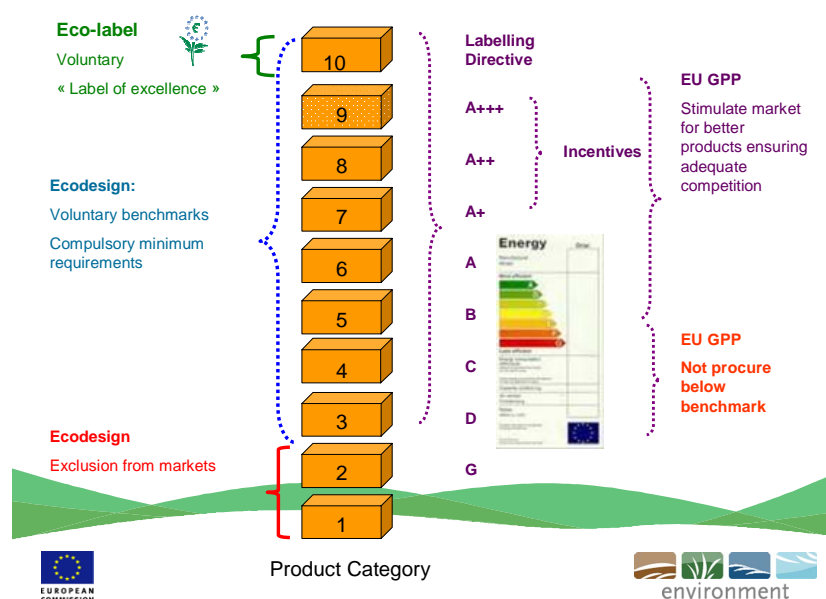 Eco-label
Voluntary
« Label of excellence »
Ecodesign:
Voluntary benchmarks
Compulsory minimum
requirements
Ecodesign
Exclusion from markets
10
9
8
7
6
5
4
3
2
1
Product Category
Labelling
Directive
A+++
A++
A+
A
B
C
D
G
Incentives
Energy
EU GPP
Stimulate market
for better
products ensuring
adequate
competition
EU GPP
Not procure
below
benchmark
EUROPEAN
COMMISSION
environment